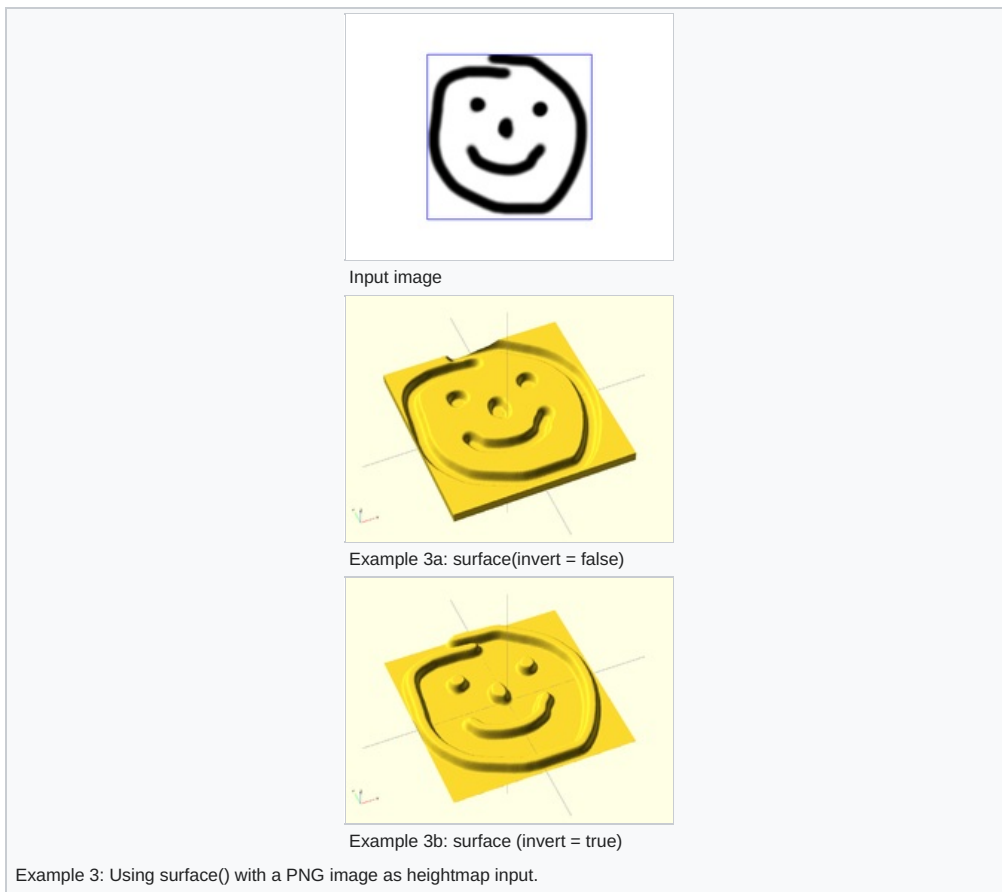 Input image
Example 3a: surface(invert = false)
Example 3b: surface (invert = true)
Example 3: Using surface() with a PNG image as heightmap input.